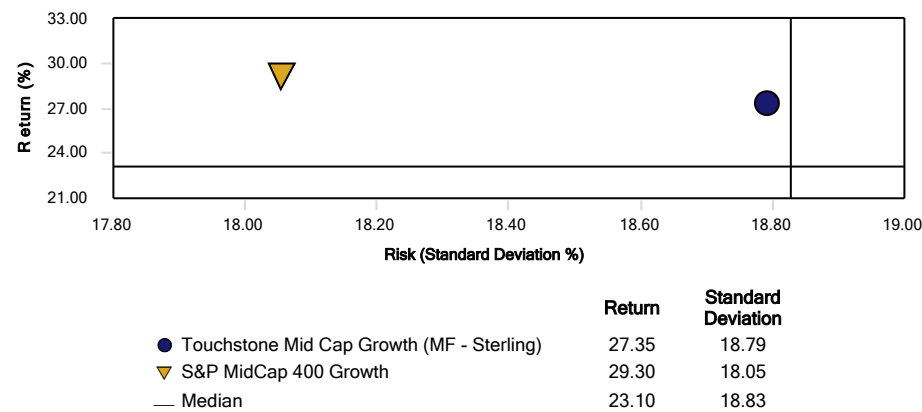 33.00
30.00
27.00
24.00
21.00
Return (%)
17.80 18.00 18.20 18.40 18.60 18.80 19.00
Risk (Standard Deviation %)
Return Standard Deviation
Touchstone Mid Cap Growth (MF - Sterling) 27.35 18.79
S&P MidCap 400 Growth 29.30 18.05
Median 23.10 18.83